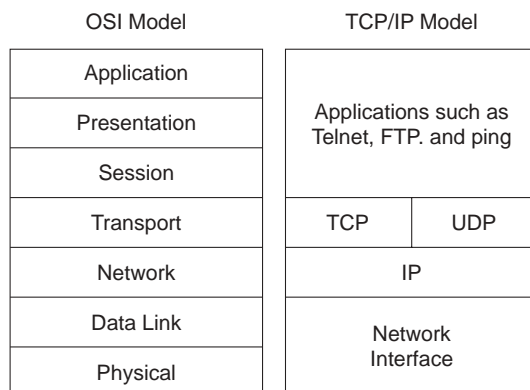 OSI Model
Application
Presentation
Session
Transport
Network
Data Link
Physical
TCP/IP Model
Applications such as
Telnet, FTP. and ping
TCP
UDP
IP
Network
Interface